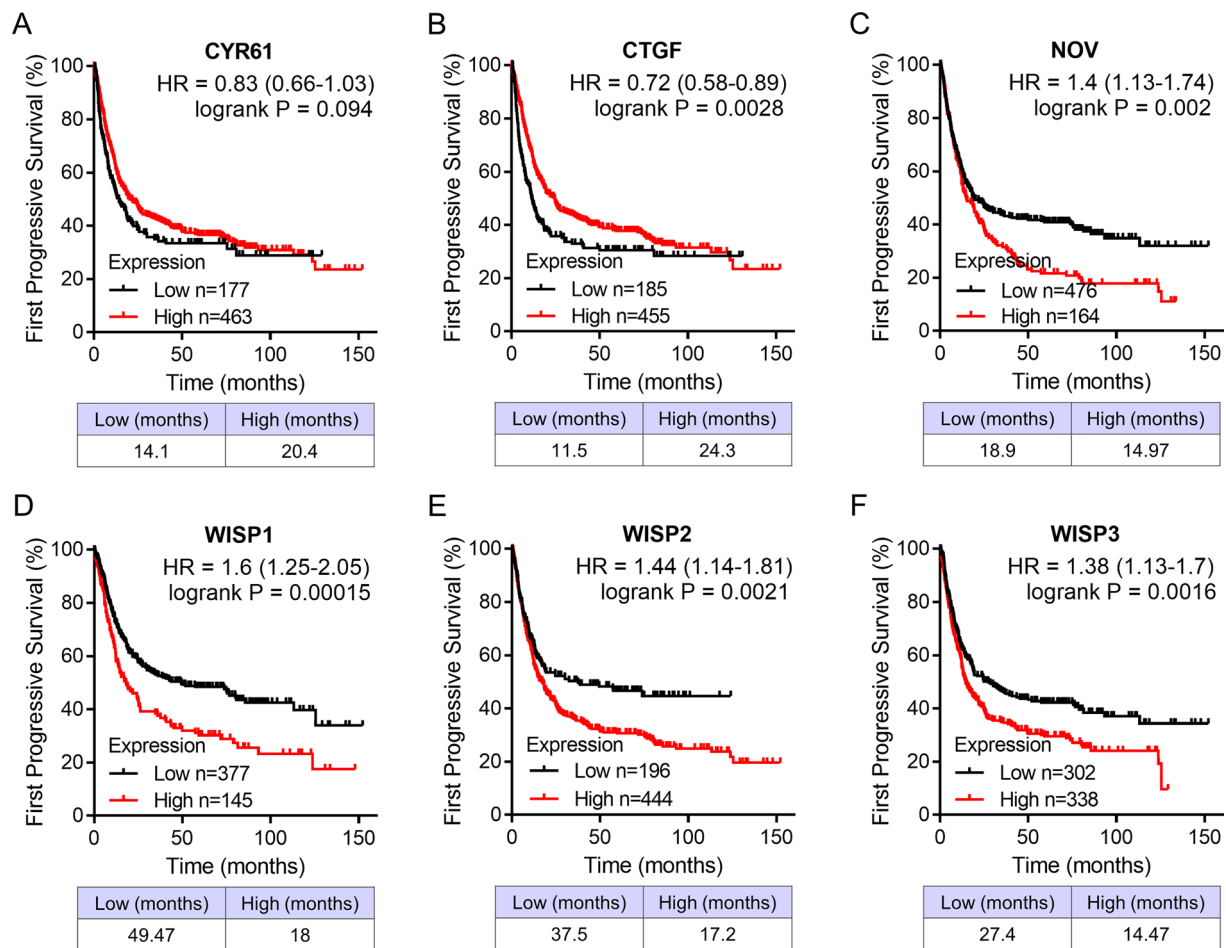 A
CYR61
HR = 0.83 (0.66-1.03)
logrank P = 0.094
First Progressive Survival (%)
100
80
60
40
20
0
Expression
Low n=177
High n=463
0 50 100 150
Time (months)
Low (months) High (months)
14.1 20.4
B
CTGF
HR = 0.72 (0.58-0.89)
logrank P = 0.0028
First Progressive Survival (%)
100
80
60
40
20
0
Expression
Low n=185
High n=455
0 50 100 150
Time (months)
Low (months) High (months)
11.5 24.3
C
NOV
HR = 1.4 (1.13-1.74)
logrank P = 0.002
First Progressive Survival (%)
100
80
60
40
20
0
Expression
Low n=476
High n=164
0 50 100 150
Time (months)
Low (months) High (months)
18.9 14.97
D
WISP1
HR = 1.6 (1.25-2.05)
logrank P = 0.00015
First Progressive Survival (%)
100
80
60
40
20
0
Expression
Low n=377
High n=145
0 50 100 150
Time (months)
Low (months) High (months)
49.47 18
E
WISP2
HR = 1.44 (1.14-1.81)
logrank P = 0.0021
First Progressive Survival (%)
100
80
60
40
20
0
Expression
Low n=196
High n=444
0 50 100 150
Time (months)
Low (months) High (months)
37.5 17.2
F
WISP3
HR = 1.38 (1.13-1.7)
logrank P = 0.0016
First Progressive Survival (%)
100
80
60
40
20
0
Expression
Low n=302
High n=338
0 50 100 150
Time (months)
Low (months) High (months)
27.4 14.47